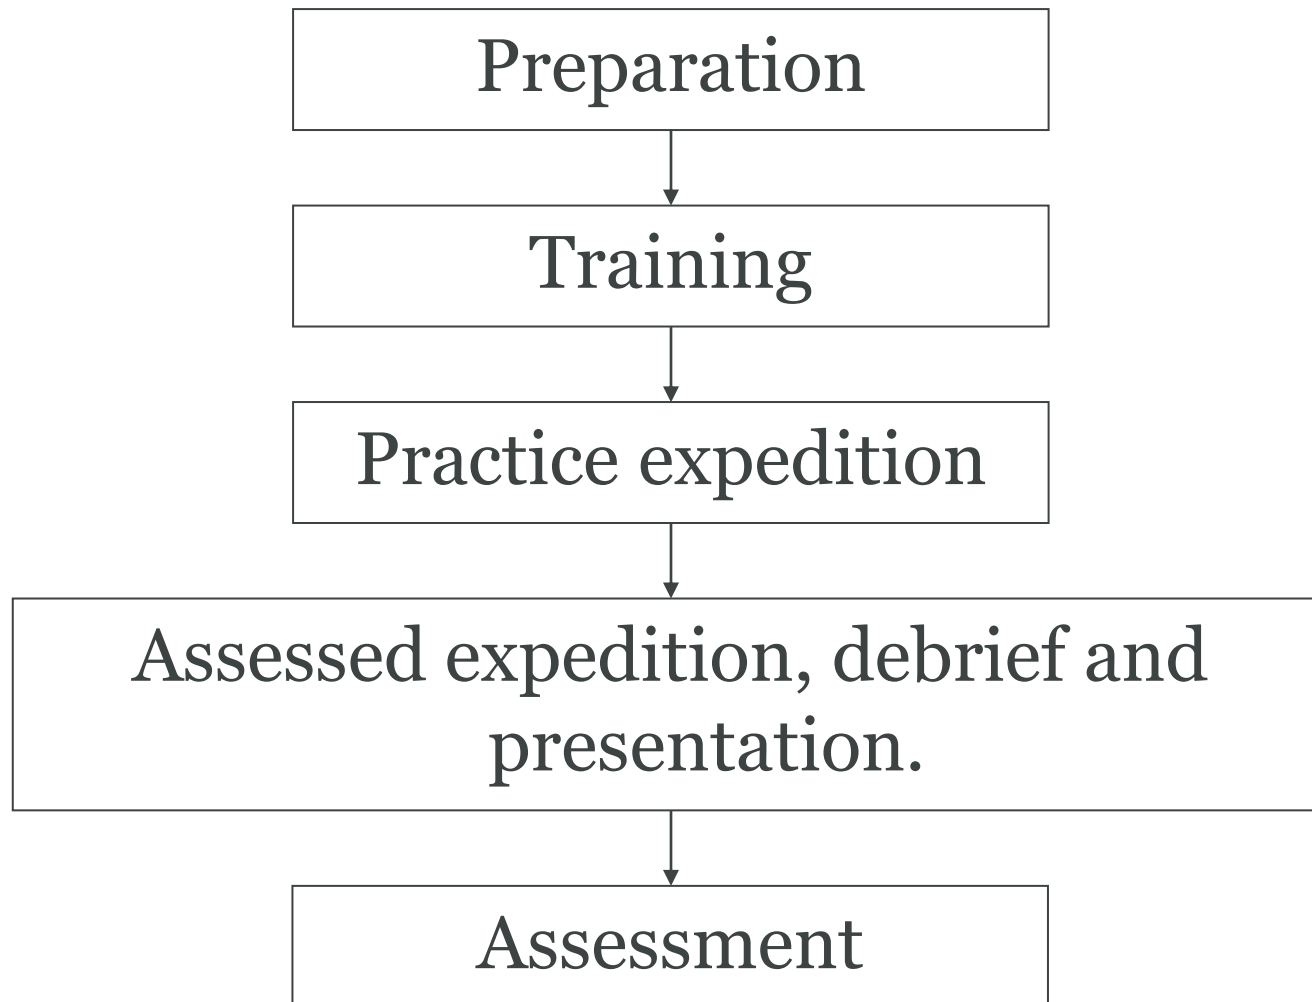 Preparation
Training
Practice expedition
Assessed expedition, debrief and
presentation.
Assessment